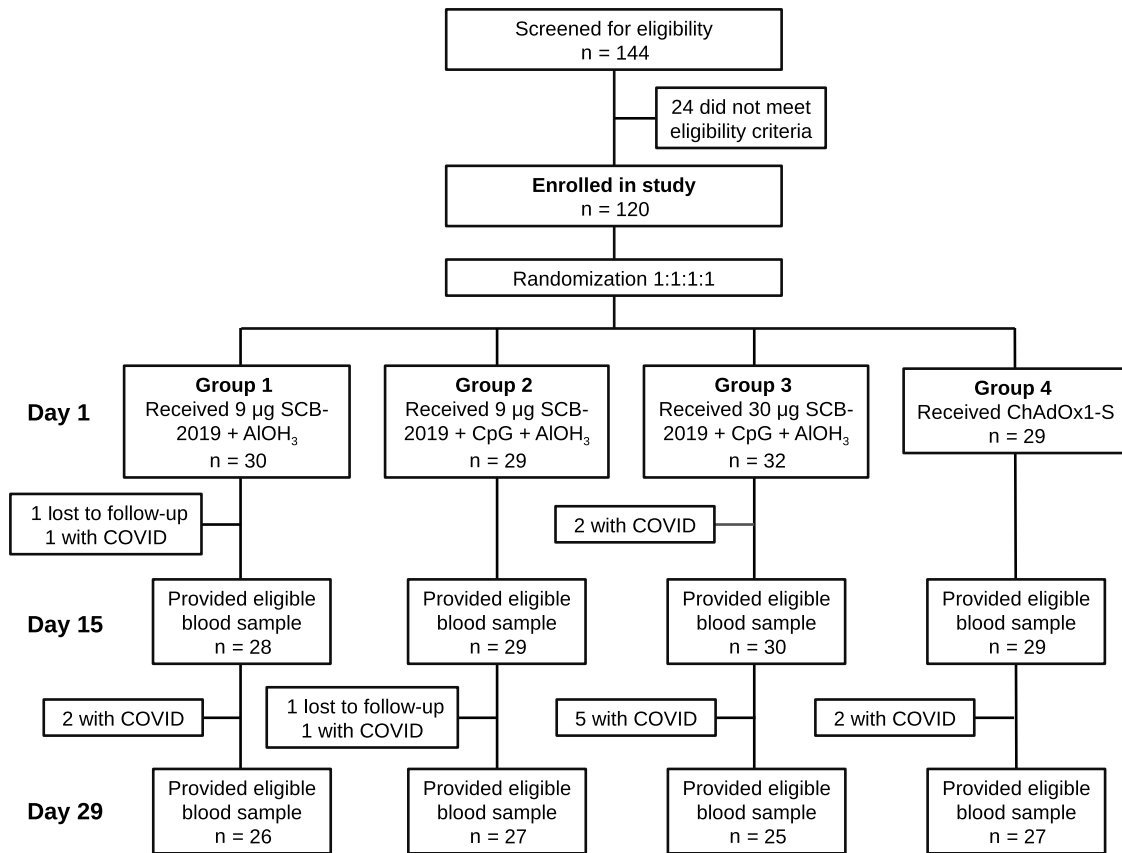 Screened for eligibility
n = 144
24 did not meet
eligibility criteria
Enrolled in study
n = 120
Randomization 1:1:1:1
Day 1
Group 1
Received 9 μg SCB-
2019 + AlOH₃
n = 30
Group 2
Received 9 μg SCB-
2019 + CpG + AlOH₃
n = 29
Group 3
Received 30 μg SCB-
2019 + CpG + AlOH₃
n = 32
Group 4
Received ChAdOx1-S
n = 29
1 lost to follow-up
1 with COVID
2 with COVID
Day 15
Provided eligible
blood sample
n = 28
Provided eligible
blood sample
n = 29
Provided eligible
blood sample
n = 30
Provided eligible
blood sample
n = 29
2 with COVID
1 lost to follow-up
1 with COVID
5 with COVID
2 with COVID
Day 29
Provided eligible
blood sample
n = 26
Provided eligible
blood sample
n = 27
Provided eligible
blood sample
n = 25
Provided eligible
blood sample
n = 27